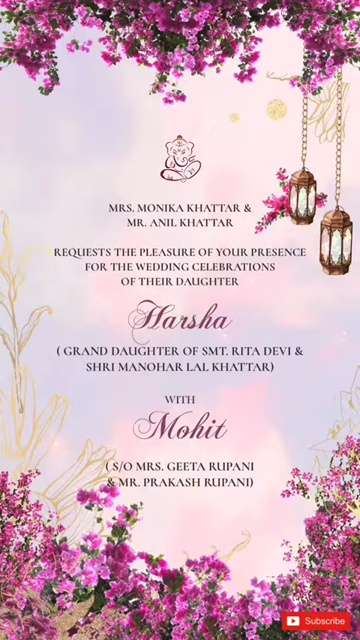 MRS. MONIKA KHATTAR &
MR. ANIL KHATTAR
REQUESTS THE PLEASURE OF YOUR PRESENCE
FOR THE WEDDING CELEBRATIONS
OF THEIR DAUGHTER
Harsha
( GRAND DAUGHTER OF SMT. RITA DEVI &
SHRI MANOHAR LAL KHATTAR)
WITH
Mohit
( S/O MRS. GEETA RUPANI
& MR. PRAKASH RUPANI)
Subscribe